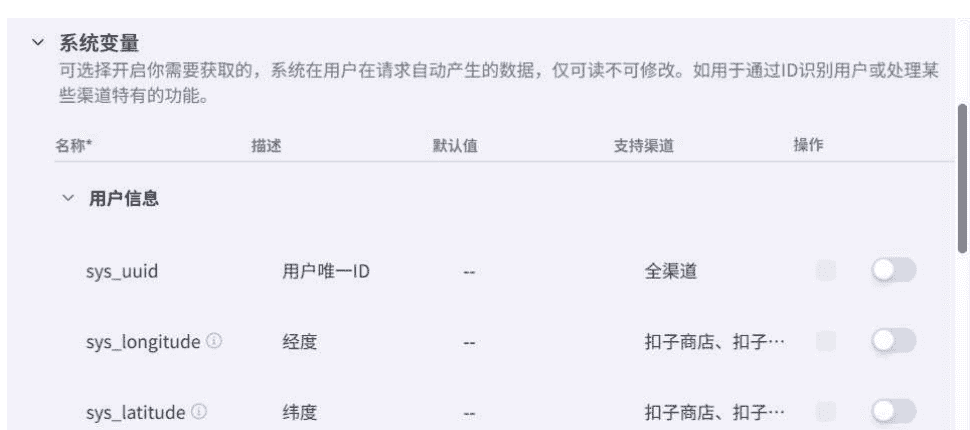 系统变量
可选择开启你需要获取的，系统在用户在请求自动产生的数据，仅可读不可修改。如用于通过ID识别用户或处理某
些渠道特有的功能。
名称* 描述 默认值 支持渠道 操作
用户信息
sys_uuid 用户唯一ID -- 全渠道
sys_longitude 经度 -- 扣子商店、扣子…
sys_latitude 纬度 -- 扣子商店、扣子…